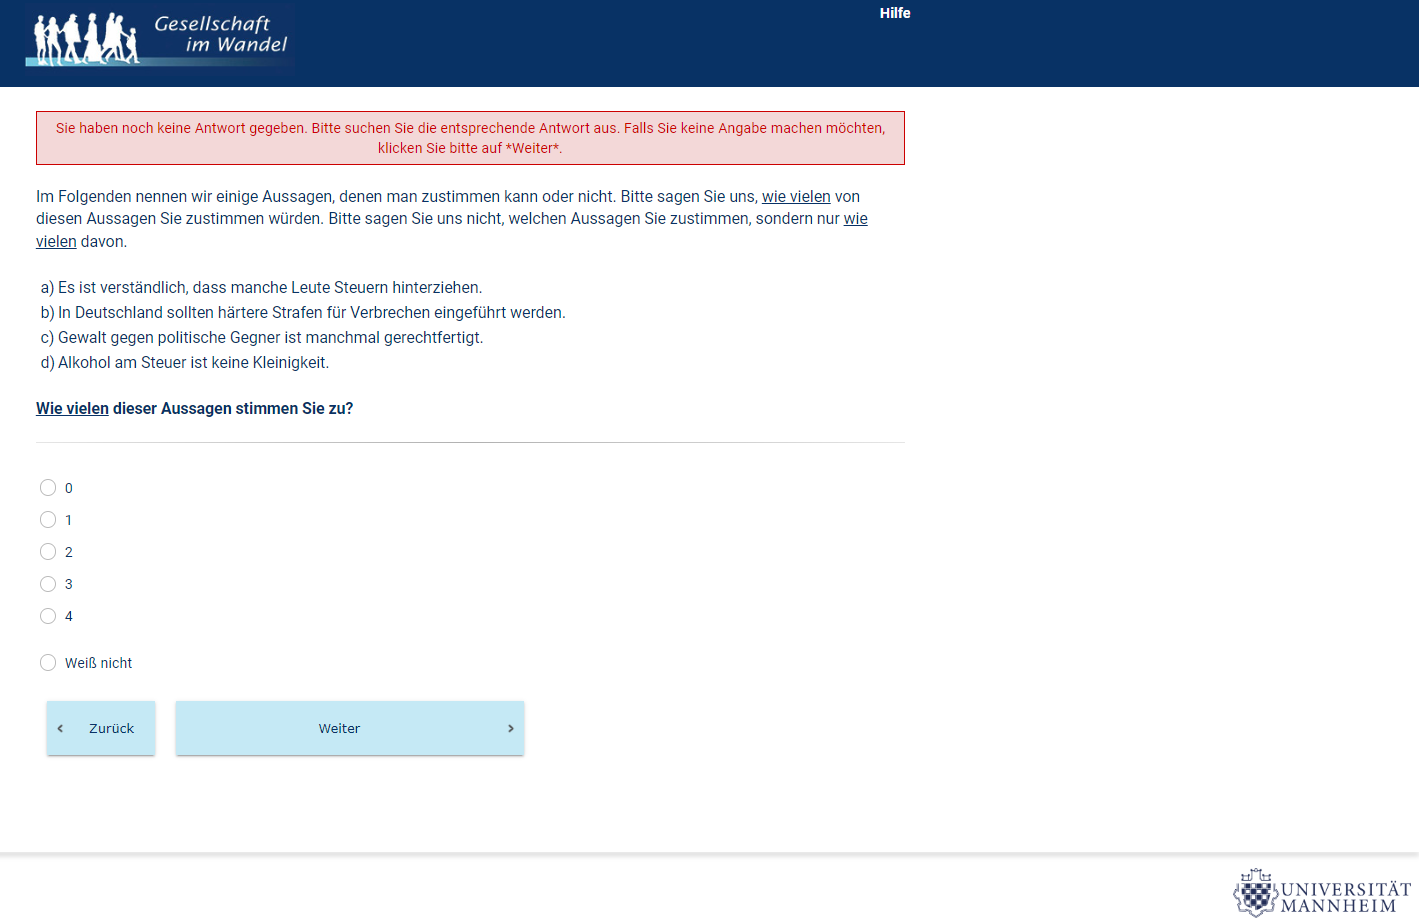 Gesellschaft
im Wandel
Hilfe
Sie haben noch keine Antwort gegeben. Bitte suchen Sie die entsprechende Antwort aus. Falls Sie keine Angabe machen möchten,
klicken Sie bitte auf *Weiter*.
Im Folgenden nennen wir einige Aussagen, denen man zustimmen kann oder nicht. Bitte sagen Sie uns, wie vielen von
diesen Aussagen Sie zustimmen würden. Bitte sagen Sie uns nicht, welchen Aussagen Sie zustimmen, sondern nur wie
vielen davon.
a) Es ist verständlich, dass manche Leute Steuern hinterziehen.
b) In Deutschland sollten härtere Strafen für Verbrechen eingeführt werden.
c) Gewalt gegen politische Gegner ist manchmal gerechtfertigt.
d) Alkohol am Steuer ist keine Kleinigkeit.
Wie vielen dieser Aussagen stimmen Sie zu?
0
1
2
3
4
Weiß nicht
‹ Zurück
Weiter ›
UNIVERSITÄT
MANNHEIM